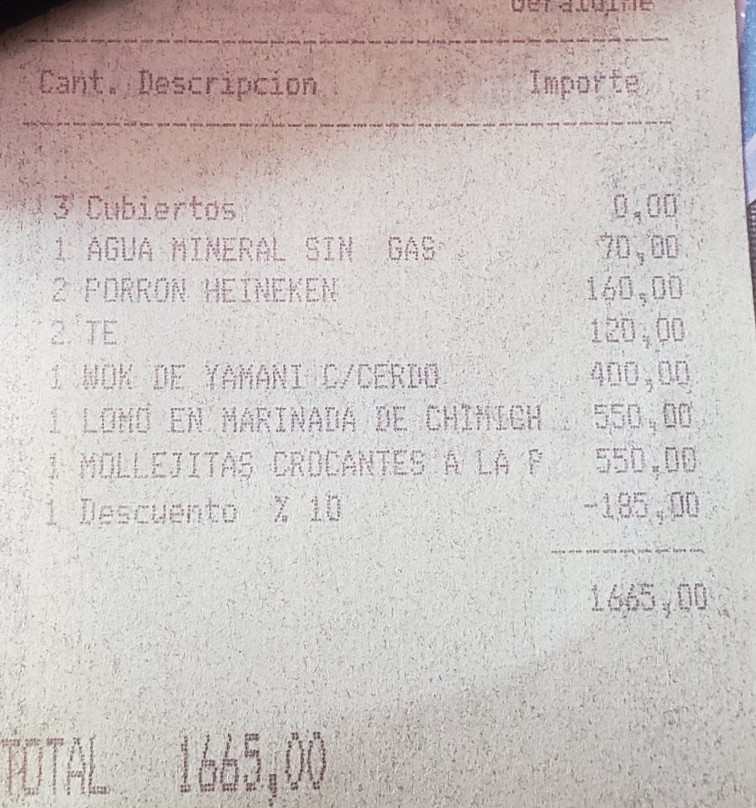 Geraldine
Cant. Descripcion Importe
3 Cubiertos 0,00
1 AGUA MINERAL SIN GAS 70,00
2 PORRON HEINEKEN 160,00
2 TE 120,00
1 WOK DE YAMANI C/CERDO 400,00
1 LOMO EN MARINADA DE CHIMICH 550,00
1 MOLLEJITAS CROCANTES A LA P 550,00
1 Descuento % 10 -185,00
1665,00
TOTAL 1665,00